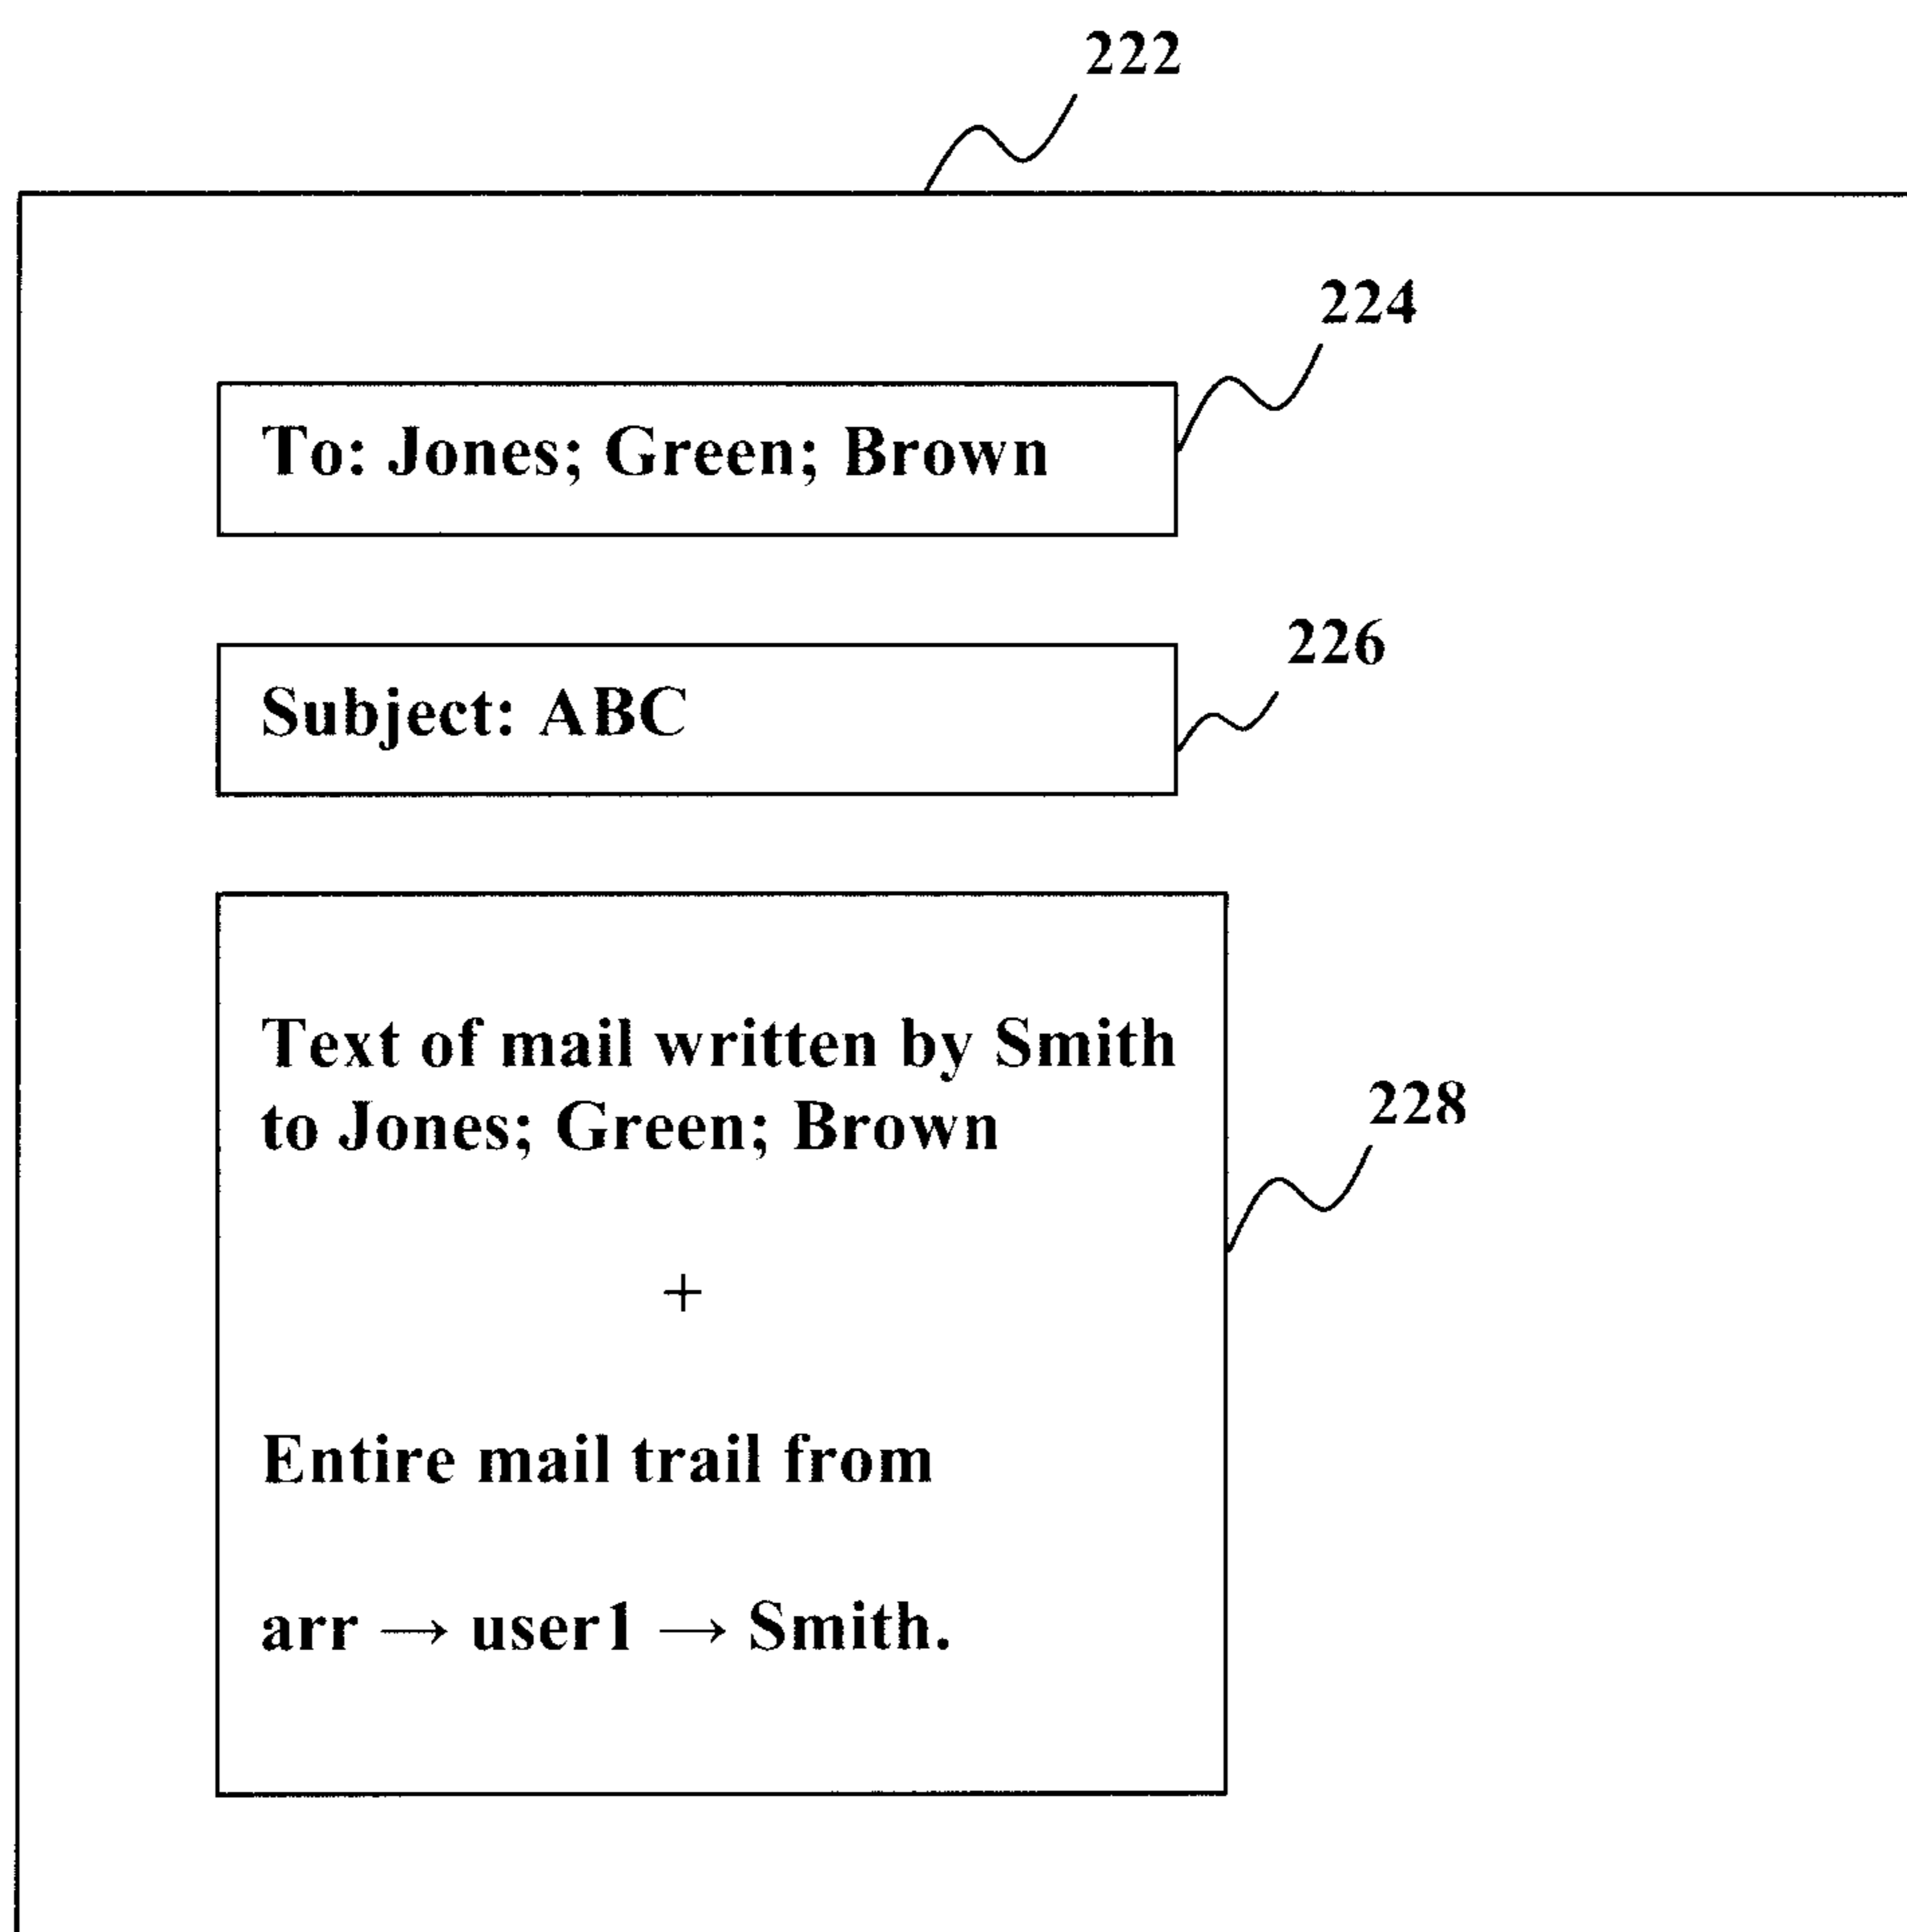 222
224
To: Jones; Green; Brown
226
Subject: ABC
Text of mail written by Smith
to Jones; Green; Brown
228
+
Entire mail trail from
arr → user1 → Smith.